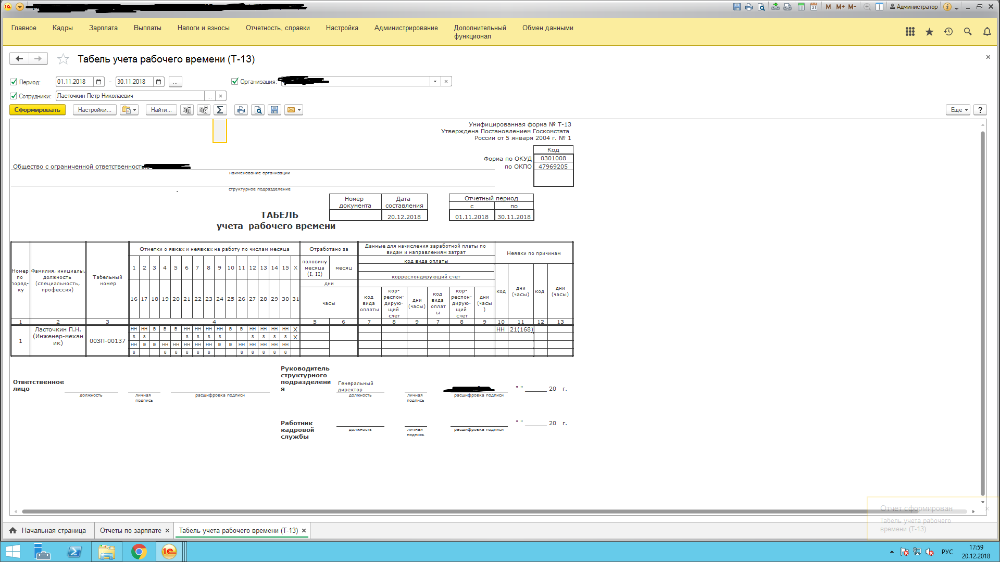 M M+ M- Администратор
Главное Кадры Зарплата Выплаты Налоги и взносы Отчетность, справки Настройка Администрирование Дополнительный функционал Обмен данными
Табель учета рабочего времени (Т-13)
Период: 01.11.2018 – 30.11.2018 ... Организация:
Сотрудники: Ласточкин Петр Николаевич ...
Сформировать Настройки... Найти... Еще ?
Унифицированная форма № Т-13
Утверждена Постановлением Госкомстата
России от 5 января 2004 г. № 1
Код
Форма по ОКУД 0301008
Общество с ограниченной ответственностью по ОКПО 47969205
наименование организации
структурное подразделение
Номер документа Дата составления Отчетный период
с по
20.12.2018 01.11.2018 30.11.2018
ТАБЕЛЬ
учета рабочего времени
Номер по поряд-ку Фамилия, инициалы, должность (специальность, профессия) Табельный номер Отметки о явках и неявках на работу по числам месяца Отработано за Данные для начисления заработной платы по видам и направлениям затрат Неявки по причинам
1 2 3 4 5 6 7 8 9 10 11 12 13 14 15 X половину месяца (I, II) месяц код вида оплаты
корреспондирующий счет
дни
16 17 18 19 20 21 22 23 24 25 26 27 28 29 30 31 часы код вида оплаты кор-респон-дирую-щий счет дни (часы) код вида оплат ы кор-респон-дирую-щий счет дни (часы ) код дни (часы) код дни (часы)
1 2 3 4 5 6 7 8 9 7 8 9 10 11 12 13
1 Ласточкин П.Н. (Инженер-механ ик) 00ЗП-00137 НН НН В В В НН НН НН НН В В НН НН НН НН X НН 21(168)
8 8 8 8 8 8 8 8 8 8 X
НН В В НН НН НН НН НН В В НН НН НН НН НН
8 8 8 8 8 8 8 8 8 8 8
Ответственное лицо должность личная подпись расшифровка подписи
Руководитель структурного подразделени я Генеральный директор должность личная подпись расшифровка подписи " " 20 г.
Работник кадровой службы должность личная подпись расшифровка подписи " " 20 г.
Отчет сформирован
Табель учета рабочего
времени (Т-13)
Начальная страница Отчеты по зарплате Табель учета рабочего времени (Т-13)
РУС 17:59
20.12.2018